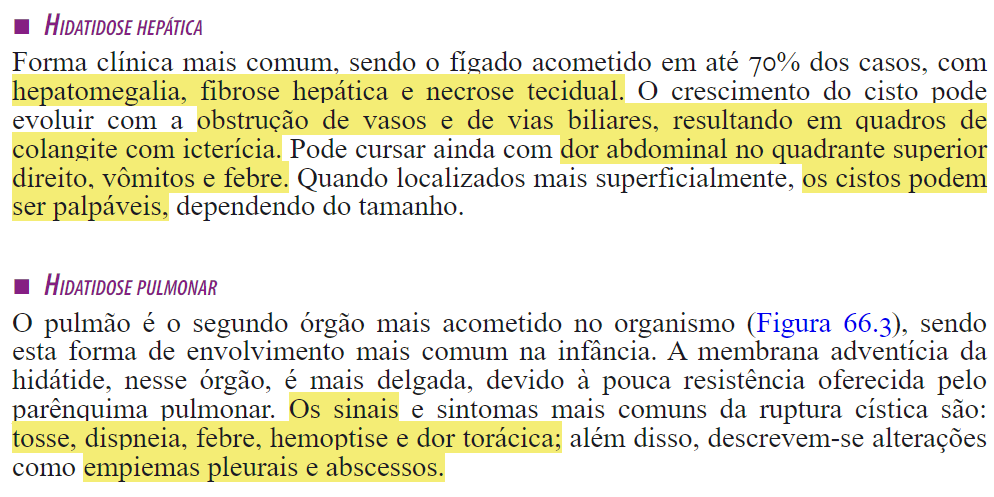 ■ HIDATIDOSE HEPÁTICA
Forma clínica mais comum, sendo o fígado acometido em até 70% dos casos, com
hepatomegalia, fibrose hepática e necrose tecidual. O crescimento do cisto pode
evoluir com a obstrução de vasos e de vias biliares, resultando em quadros de
colangite com icterícia. Pode cursar ainda com dor abdominal no quadrante superior
direito, vômitos e febre. Quando localizados mais superficialmente, os cistos podem
ser palpáveis, dependendo do tamanho.
■ HIDATIDOSE PULMONAR
O pulmão é o segundo órgão mais acometido no organismo (Figura 66.3), sendo
esta forma de envolvimento mais comum na infância. A membrana adventícia da
hidátide, nesse órgão, é mais delgada, devido à pouca resistência oferecida pelo
parênquima pulmonar. Os sinais e sintomas mais comuns da ruptura cística são:
tosse, dispneia, febre, hemoptise e dor torácica; além disso, descrevem-se alterações
como empiemas pleurais e abscessos.